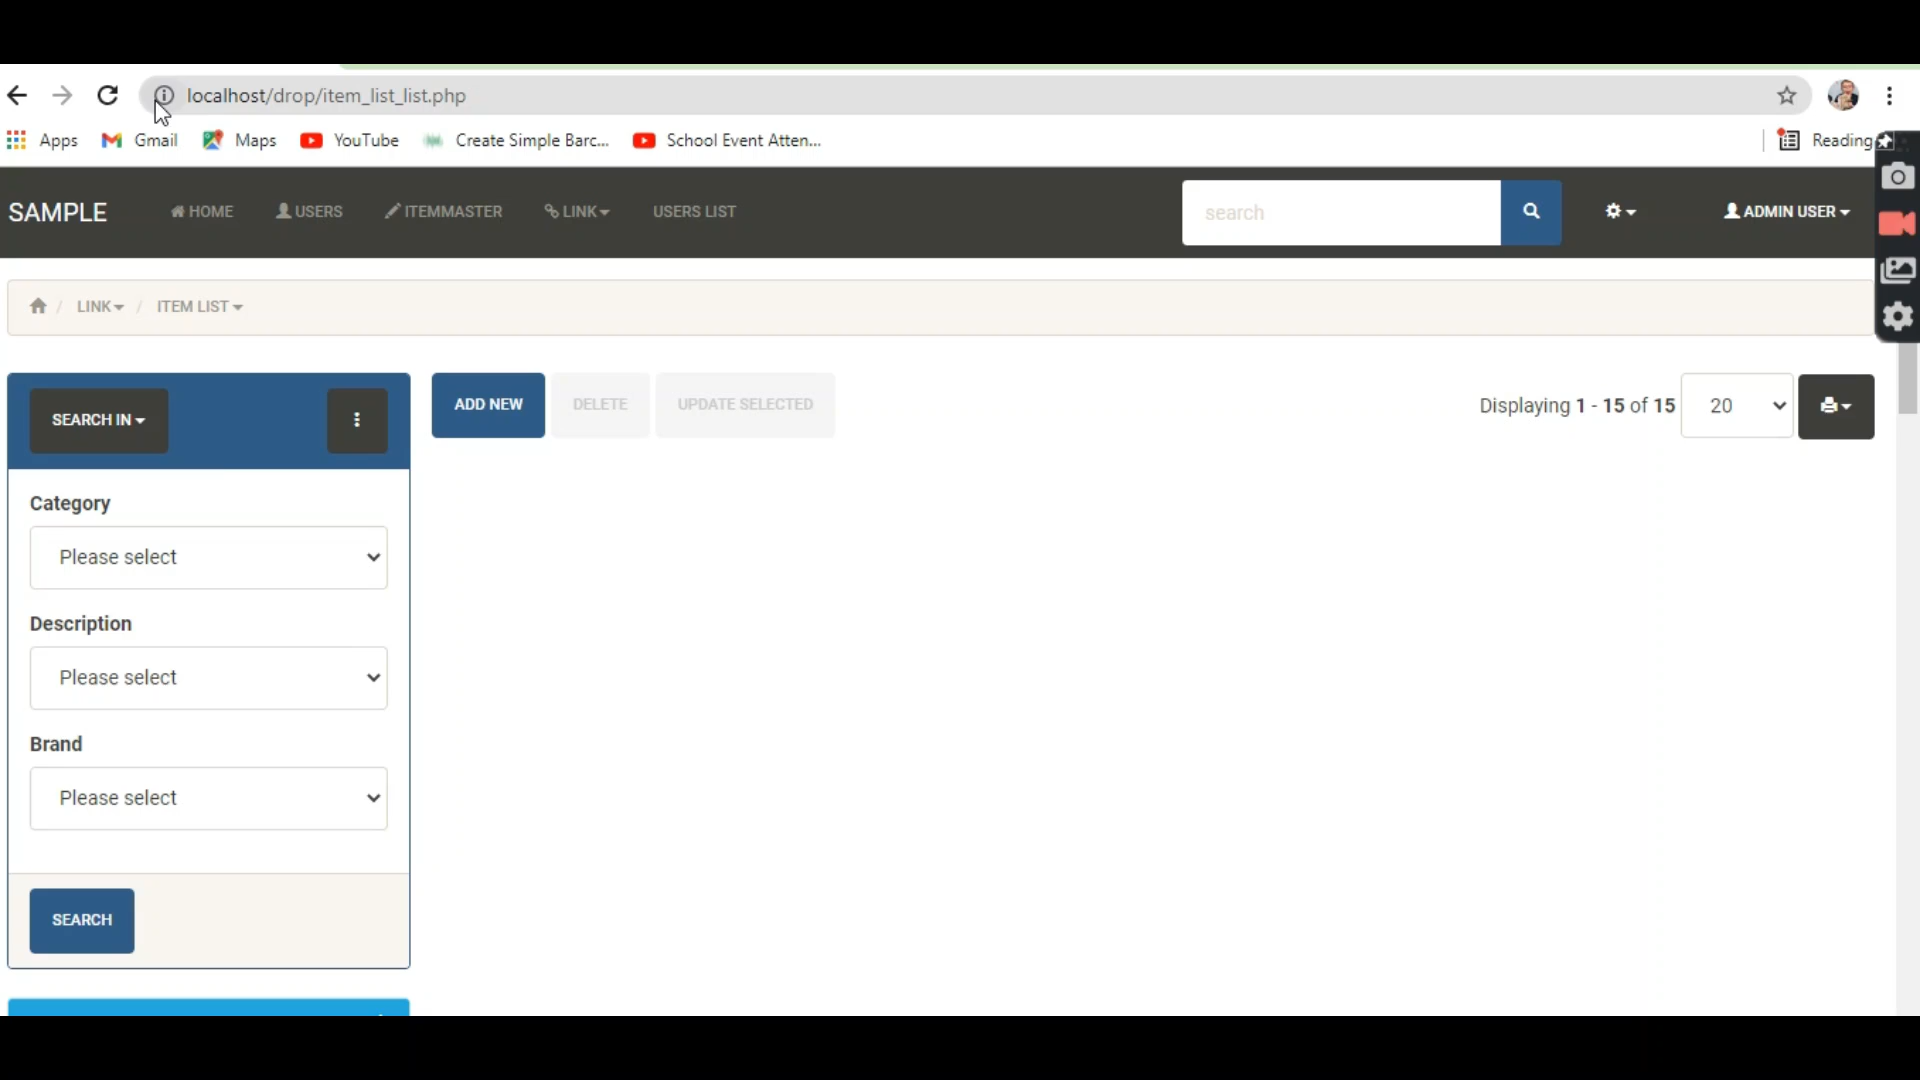 localhost/drop/item_list_list.php
Apps Gmail Maps YouTube Create Simple Barc... School Event Atten... Reading
SAMPLE HOME USERS ITEMMASTER LINK USERS LIST search ADMIN USER
/ LINK / ITEM LIST
SEARCH IN ADD NEW DELETE UPDATE SELECTED Displaying 1 - 15 of 15 20
Category
Please select
Description
Please select
Brand
Please select
SEARCH